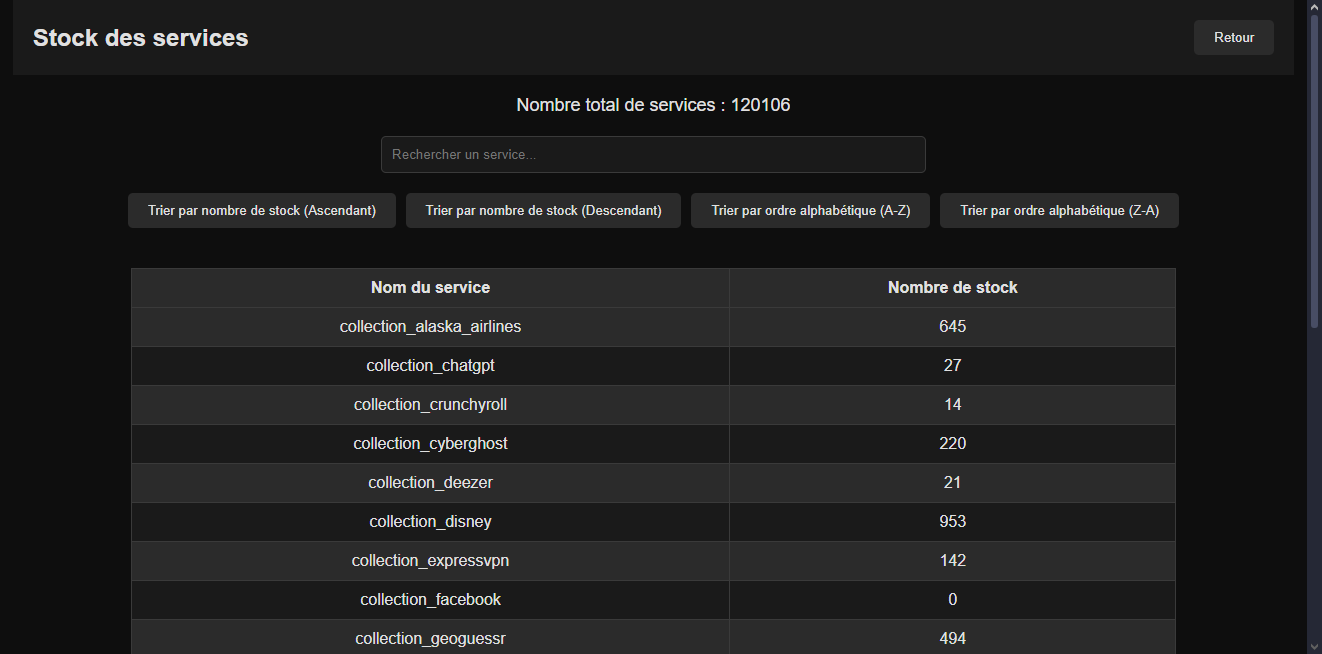 Stock des services
Retour
Nombre total de services : 120106
Rechercher un service...
Trier par nombre de stock (Ascendant) Trier par nombre de stock (Descendant) Trier par ordre alphabétique (A-Z) Trier par ordre alphabétique (Z-A)
Nom du service Nombre de stock
collection_alaska_airlines 645
collection_chatgpt 27
collection_crunchyroll 14
collection_cyberghost 220
collection_deezer 21
collection_disney 953
collection_expressvpn 142
collection_facebook 0
collection_geoguessr 494